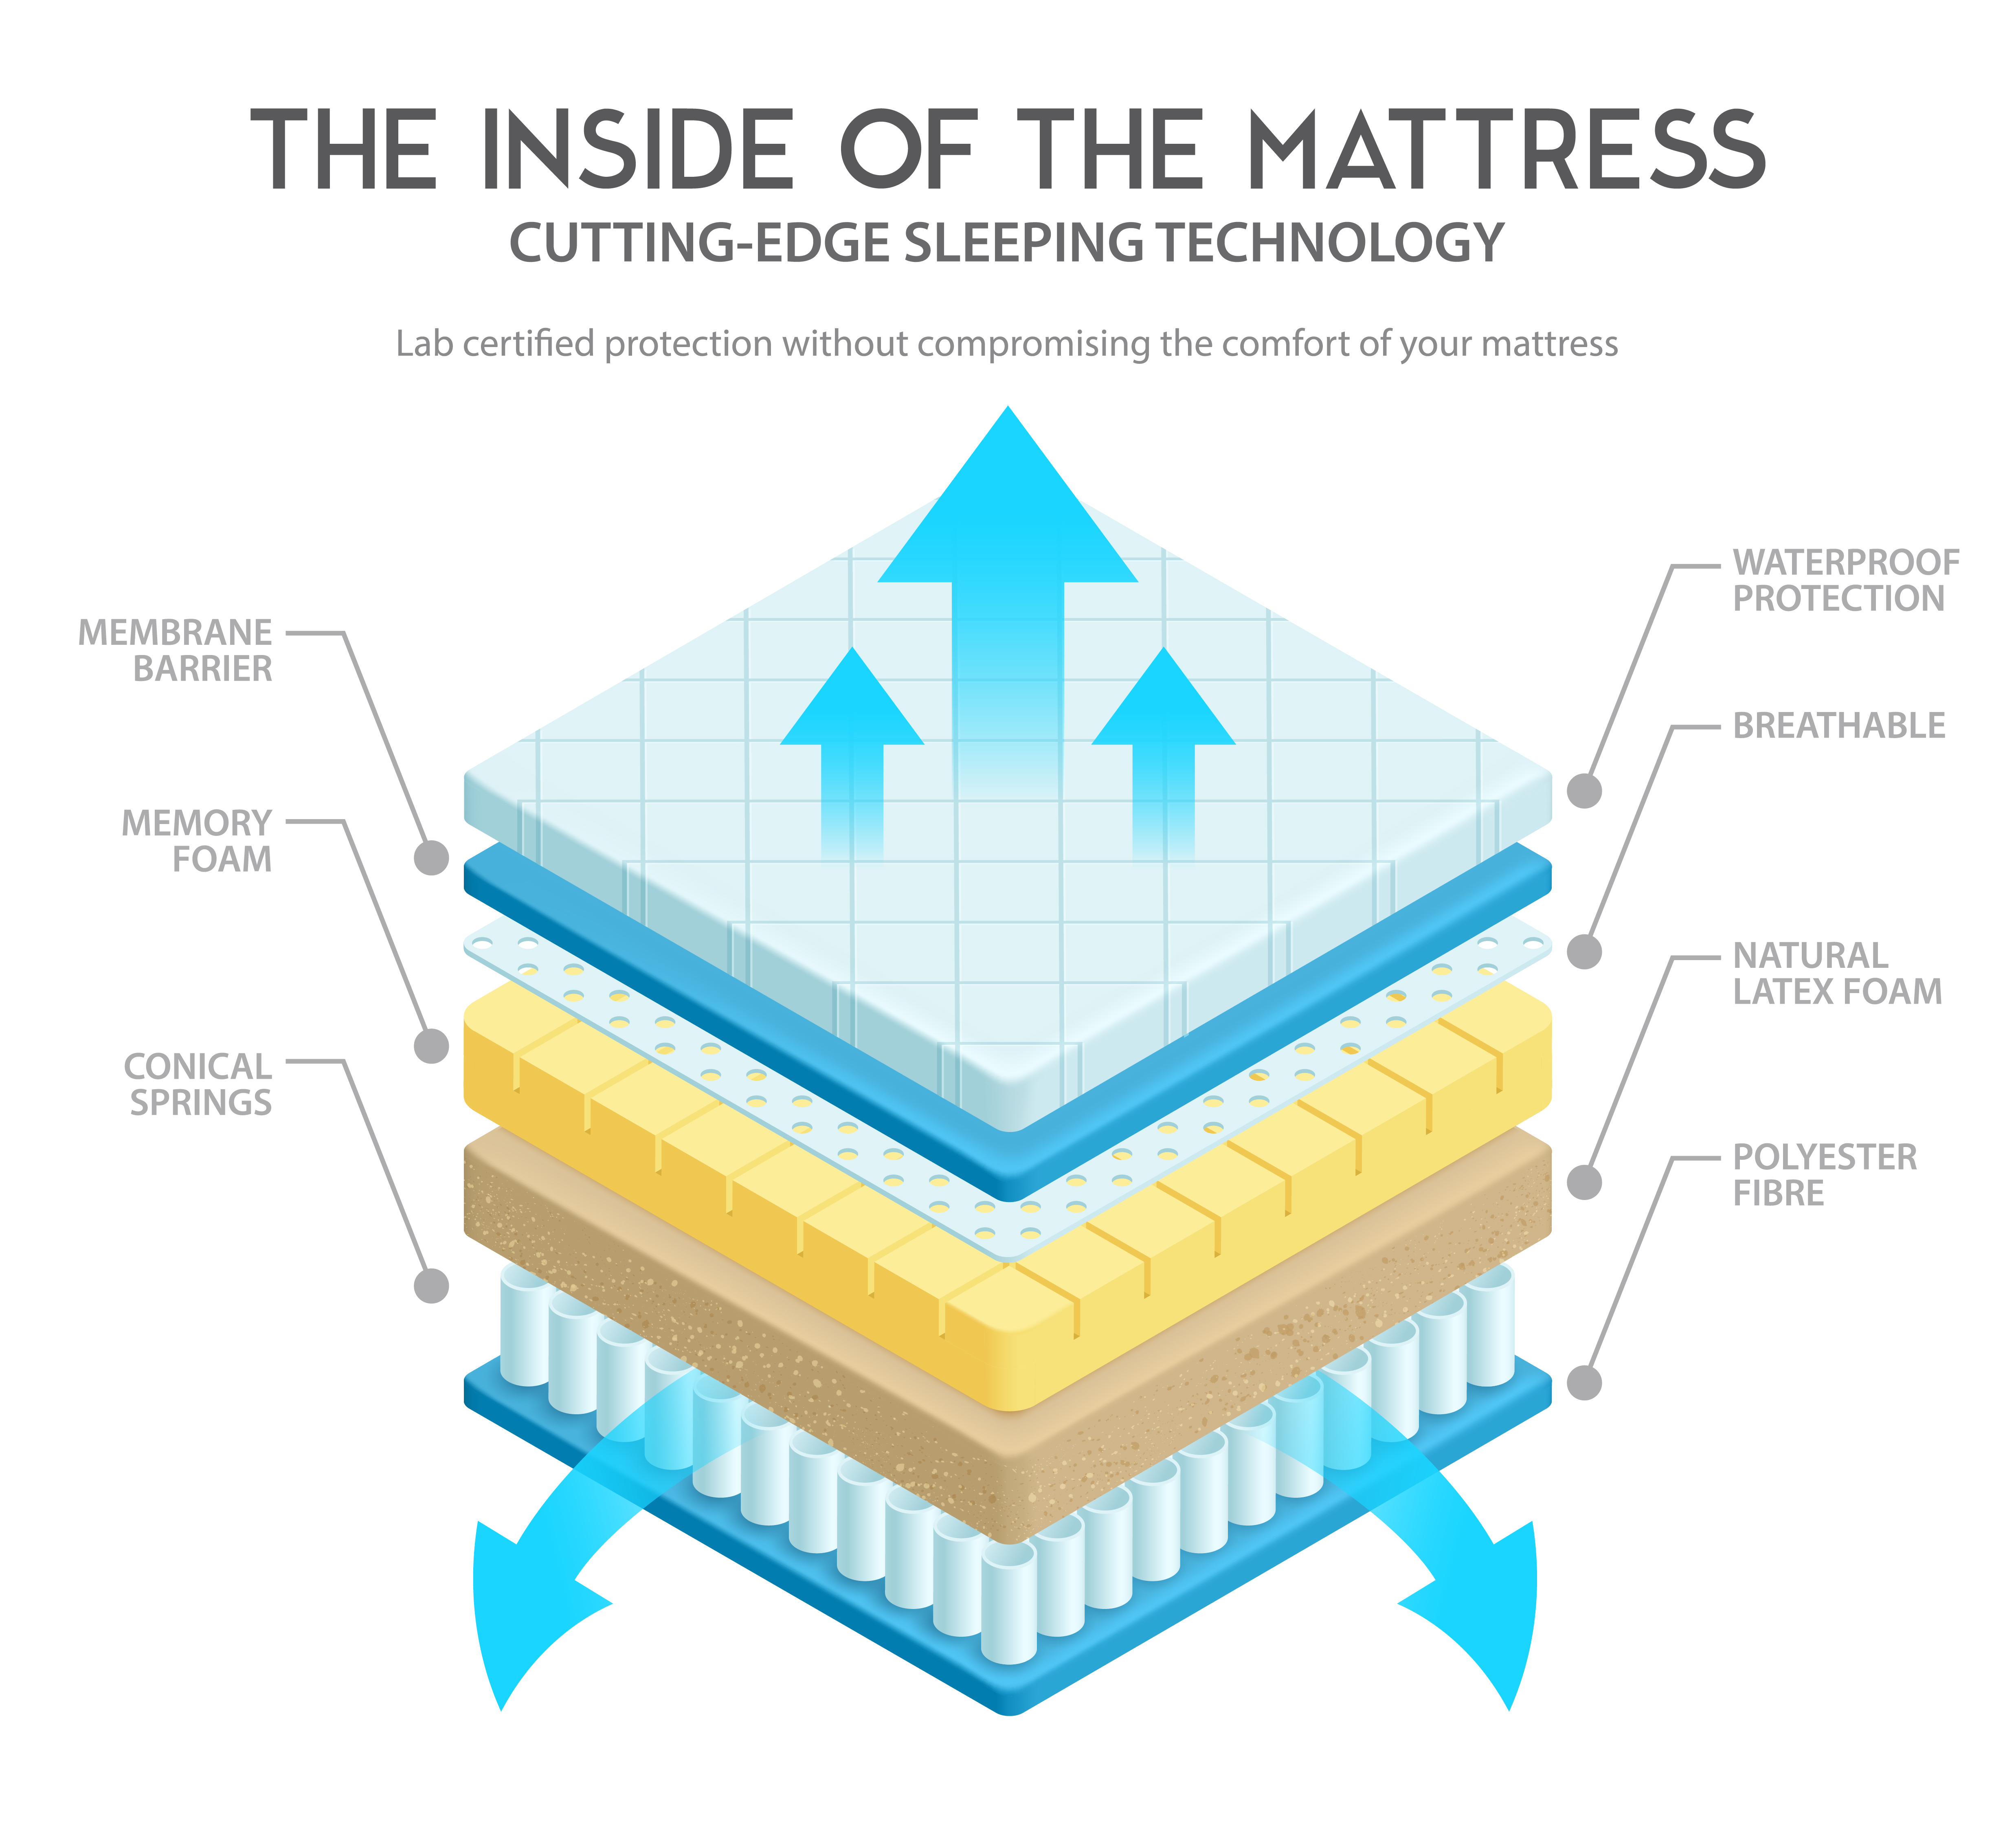 THE INSIDE OF THE MATTRESS
CUTTING-EDGE SLEEPING TECHNOLOGY
Lab certified protection without compromising the comfort of your mattress
MEMBRANE
BARRIER
MEMORY
FOAM
CONICAL
SPRINGS
WATERPROOF
PROTECTION
BREATHABLE
NATURAL
LATEX FOAM
POLYESTER
FIBRE